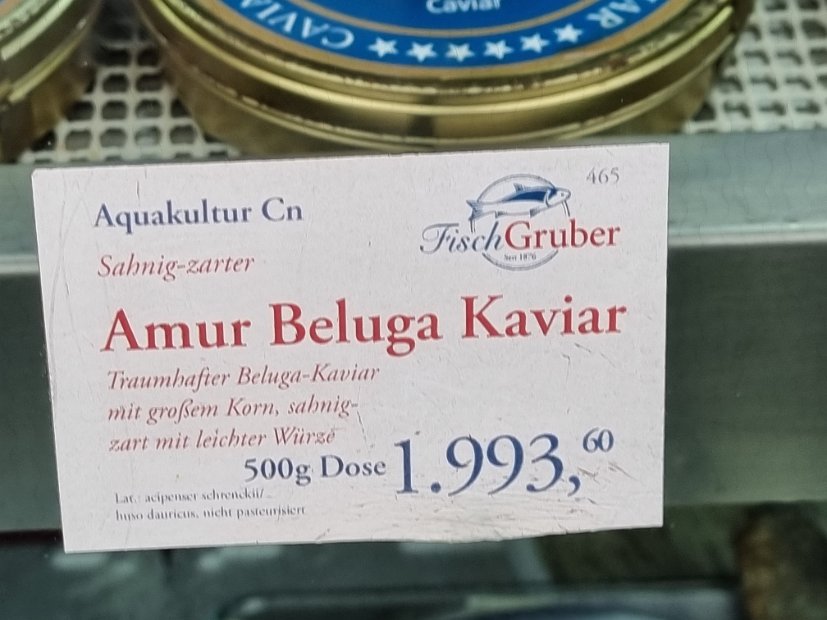 Caviar
CAVIAR
465
Aquakultur Cn
FischGruber
Seit 1876
Sahnig-zarter
Amur Beluga Kaviar
Traumhafter Beluga-Kaviar
mit großem Korn, sahnig-
zart mit leichter Würze
500g Dose 1.993,60
Lat.: acipenser schrenckii/
huso dauricus, nicht pasteurisiert